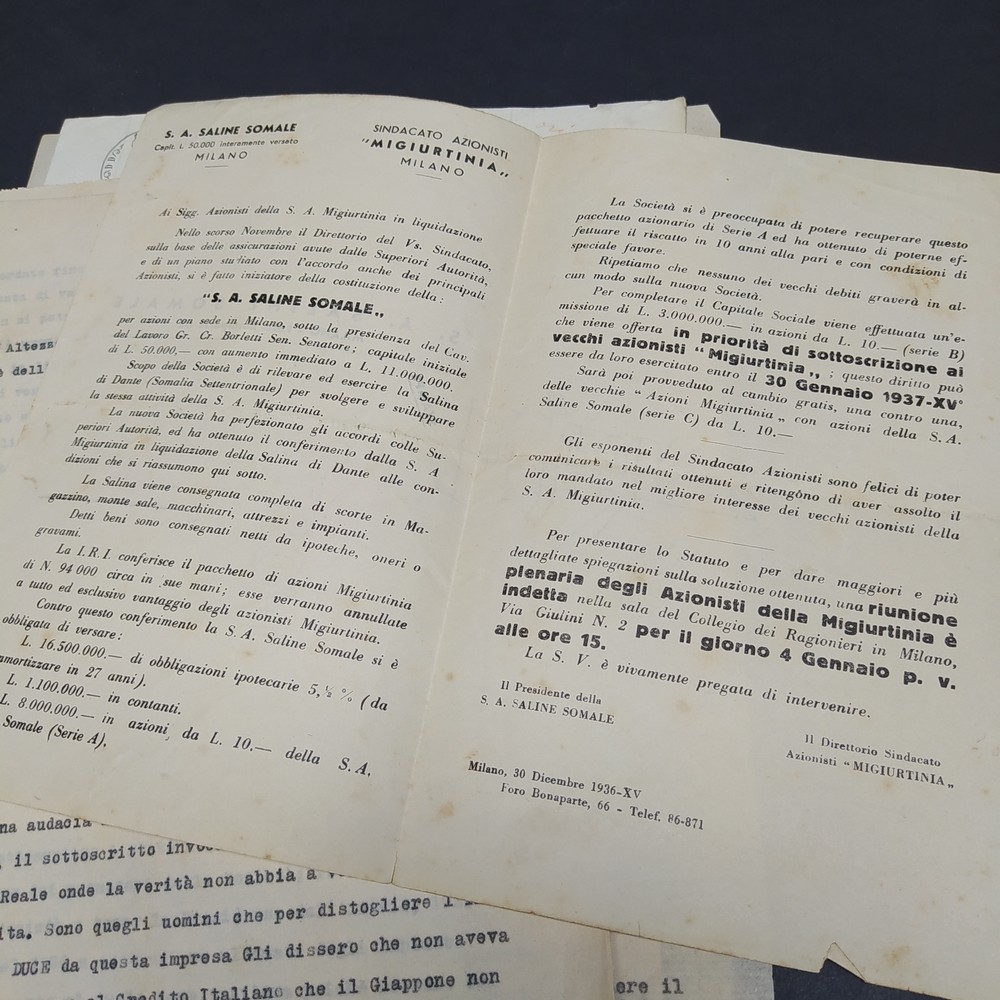 S. A. SALINE SOMALE
Capit. L. 50.000 interamente versato
MILANO
SINDACATO AZIONISTI
"MIGIURTINIA„
MILANO
Ai Sigg. Azionisti della S. A. Migiurtinia in liquidazione
Nello scorso Novembre il Direttorio del Vs. Sindacato,
sulla base delle assicurazioni avute dalle Superiori Autorità,
e di un piano studiato con l'accordo anche dei principali
Azionisti, si è fatto iniziatore della costituzione della:
"S. A. SALINE SOMALE„
per azioni con sede in Milano, sotto la presidenza del Cav.
del Lavoro Gr. Cr. Borletti Sen. Senatore; capitale iniziale
di L. 50.000.— con aumento immediato a L. 11.000.000.
Scopo della Società è di rilevare ed esercire la Salina
di Dante (Somalia Settentrionale) per svolgere e sviluppare
la stessa attività della S. A. Migiurtinia.
La nuova Società ha perfezionato gli accordi colle Su-
periori Autorità, ed ha ottenuto il conferimento dalla S. A
Migiurtinia in liquidazione della Salina di Dante alle con-
dizioni che si riassumono qui sotto.
La Salina viene consegnata completa di scorte in Ma-
gazzino, monte sale, macchinari, attrezzi e impianti.
Detti beni sono consegnati netti da ipoteche, oneri o
gravami.
La I.R.I. conferisce il pacchetto di azioni Migiurtinia
di N. 94 000 circa in sue mani; esse verranno annullate
a tutto ed esclusivo vantaggio degli azionisti Migiurtinia.
Contro questo conferimento la S. A. Saline Somale si è
obbligata di versare:
L. 16.500.000.— di obbligazioni ipotecarie 5,½ % (da
mmortizzare in 27 anni).
L. 1.100.000.— in contanti.
L. 8.000.000.— in azioni da L. 10.— della S. A.
Somale (Serie A).
La Società si è preoccupata di potere recuperare questo
pacchetto azionario di Serie A ed ha ottenuto di poterne ef-
fettuare il riscatto in 10 anni alla pari e con condizioni di
speciale favore.
Ripetiamo che nessuno dei vecchi debiti graverà in al-
cun modo sulla nuova Società.
Per completare il Capitale Sociale viene effettuata un'e-
missione di L. 3.000.000.— in azioni da L. 10.— (serie B)
che viene offerta in priorità di sottoscrizione ai
vecchi azionisti "Migiurtinia„; questo diritto può
essere da loro esercitato entro il 30 Gennaio 1937-XV°
Sarà poi provveduto al cambio gratis, una contro una,
delle vecchie "Azioni Migiurtinia„ con azioni della S. A.
Saline Somale (serie C) da L. 10.—
Gli esponenti del Sindacato Azionisti sono felici di poter
comunicare i risultati ottenuti e ritengono di aver assolto il
loro mandato nel migliore interesse dei vecchi azionisti della
S. A. Migiurtinia.
Per presentare lo Statuto e per dare maggiori e più
dettagliate spiegazioni sulla soluzione ottenuta, una riunione
plenaria degli Azionisti della Migiurtinia è
indetta nella sala del Collegio dei Ragionieri in Milano,
Via Giulini N. 2 per il giorno 4 Gennaio p. v.
alle ore 15.
La S. V. è vivamente pregata di intervenire.
Il Presidente della
S. A. SALINE SOMALE
Il Direttorio Sindacato
Azionisti "MIGIURTINIA„
Milano, 30 Dicembre 1936-XV
Foro Bonaparte, 66 - Telef. 86-871
Altezz
dell'
na audacia
il sottoscritto
Reale onde la verità non abbia a
ita. Sono quegli uomini che per distogliere
DUCE da questa impresa Gli dissero che non aveva
Credito Italiano che il Giappone non
ere il